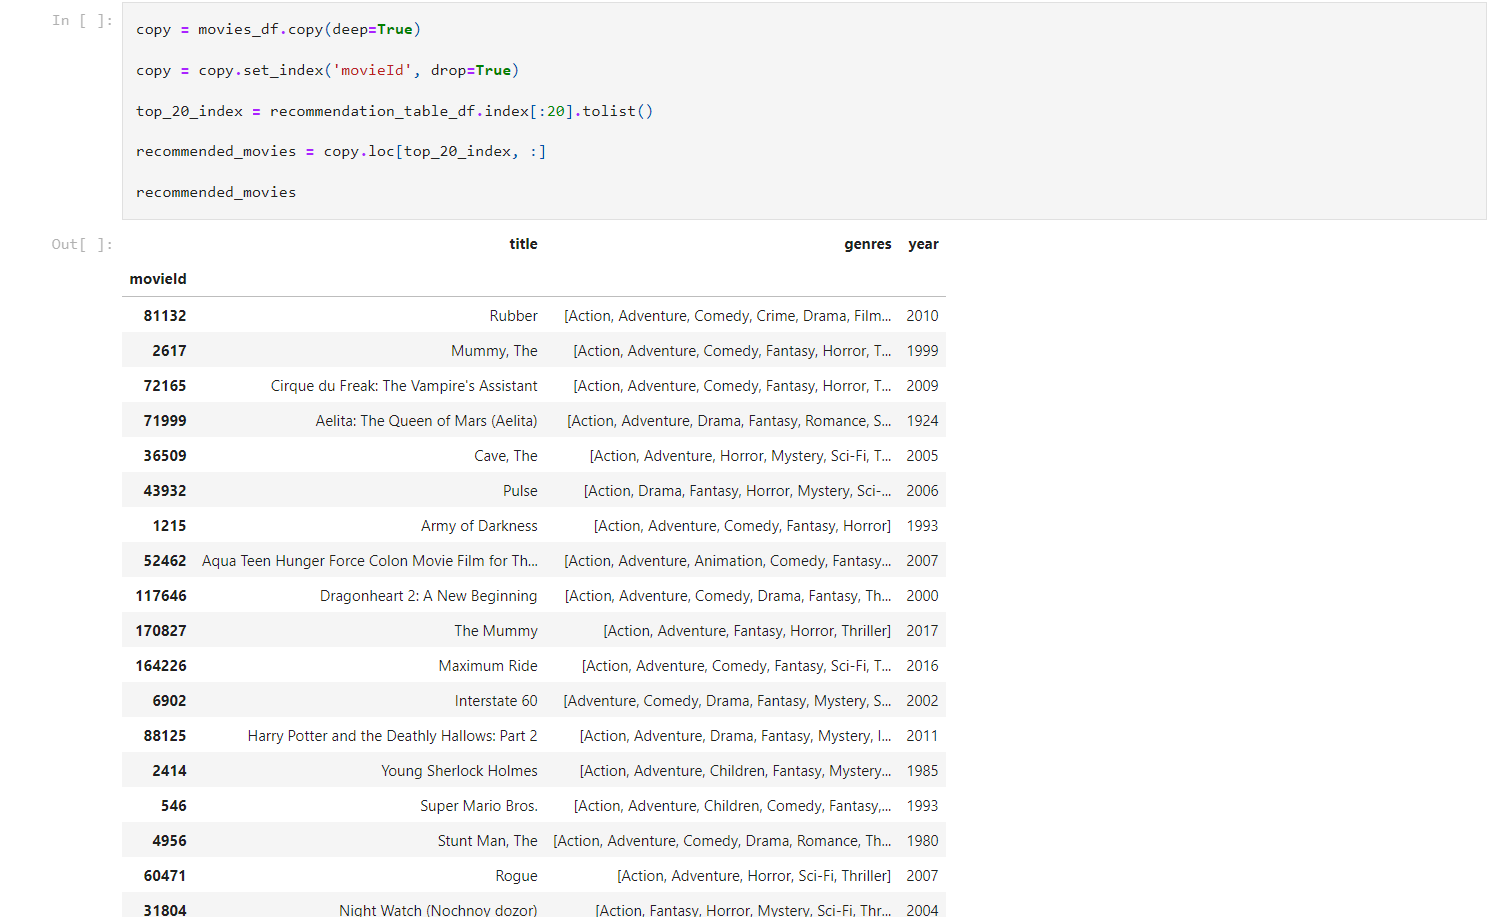 In [ ]:
copy = movies_df.copy(deep=True)
copy = copy.set_index('movieId', drop=True)
top_20_index = recommendation_table_df.index[:20].tolist()
recommended_movies = copy.loc[top_20_index, :]
recommended_movies
Out[ ]:
title genres year
movieId
81132 Rubber [Action, Adventure, Comedy, Crime, Drama, Film... 2010
2617 Mummy, The [Action, Adventure, Comedy, Fantasy, Horror, T... 1999
72165 Cirque du Freak: The Vampire's Assistant [Action, Adventure, Comedy, Fantasy, Horror, T... 2009
71999 Aelita: The Queen of Mars (Aelita) [Action, Adventure, Drama, Fantasy, Romance, S... 1924
36509 Cave, The [Action, Adventure, Horror, Mystery, Sci-Fi, T... 2005
43932 Pulse [Action, Drama, Fantasy, Horror, Mystery, Sci-... 2006
1215 Army of Darkness [Action, Adventure, Comedy, Fantasy, Horror] 1993
52462 Aqua Teen Hunger Force Colon Movie Film for Th... [Action, Adventure, Animation, Comedy, Fantasy... 2007
117646 Dragonheart 2: A New Beginning [Action, Adventure, Comedy, Drama, Fantasy, Th... 2000
170827 The Mummy [Action, Adventure, Fantasy, Horror, Thriller] 2017
164226 Maximum Ride [Action, Adventure, Comedy, Fantasy, Sci-Fi, T... 2016
6902 Interstate 60 [Adventure, Comedy, Drama, Fantasy, Mystery, S... 2002
88125 Harry Potter and the Deathly Hallows: Part 2 [Action, Adventure, Drama, Fantasy, Mystery, I... 2011
2414 Young Sherlock Holmes [Action, Adventure, Children, Fantasy, Mystery... 1985
546 Super Mario Bros. [Action, Adventure, Children, Comedy, Fantasy,... 1993
4956 Stunt Man, The [Action, Adventure, Comedy, Drama, Romance, Th... 1980
60471 Rogue [Action, Adventure, Horror, Sci-Fi, Thriller] 2007
31804 Night Watch (Nochnoy dozor) [Action, Fantasy, Horror, Mystery, Sci-Fi, Thr... 2004